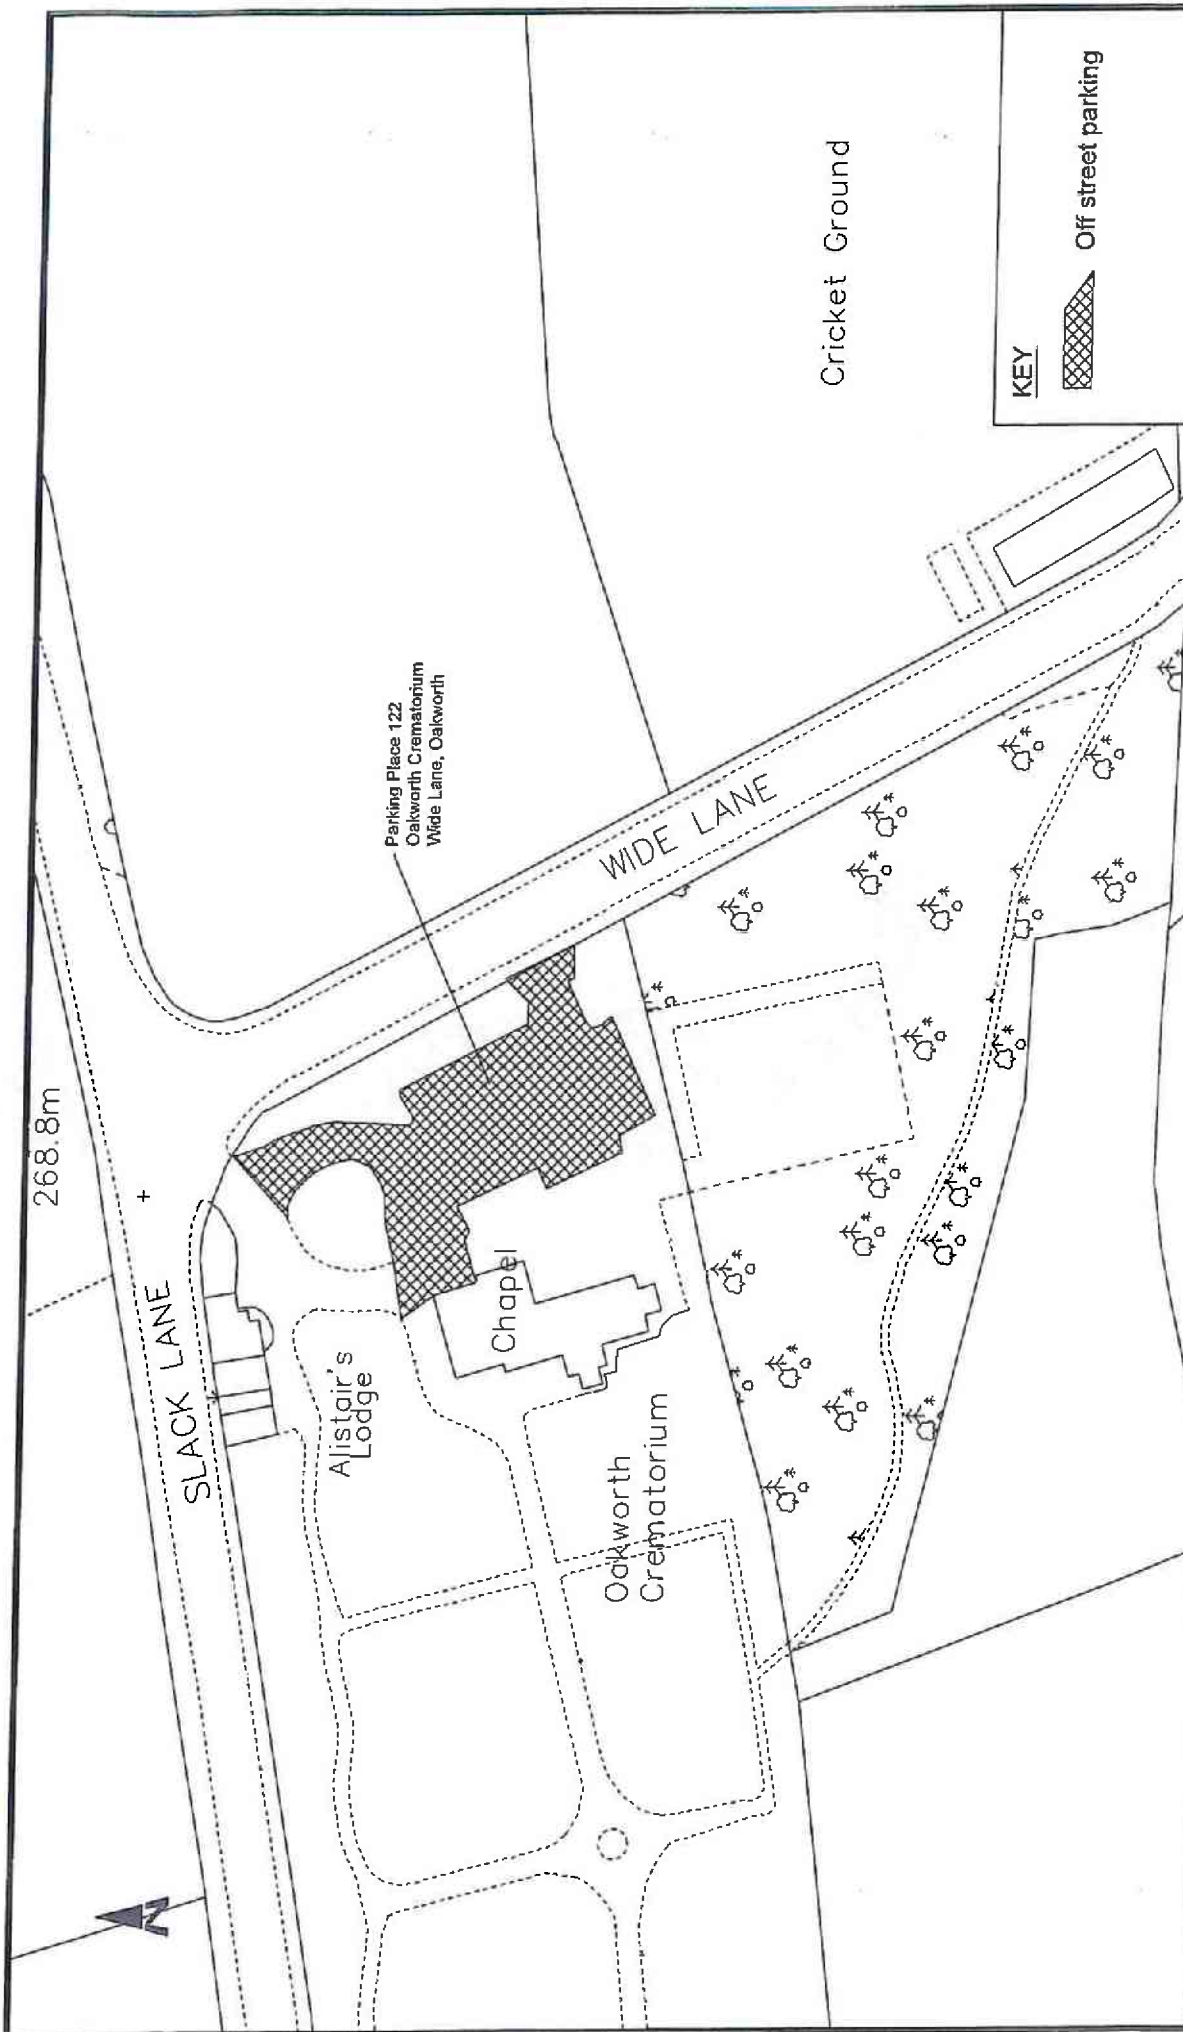 268.8m
SLACK LANE
Alistair's
Lodge
Chapel
Oakworth
Crematorium
Parking Place 122
Oakworth Crematorium
Wide Lane, Oakworth
WIDE LANE
Cricket Ground
KEY
Off street parking
N